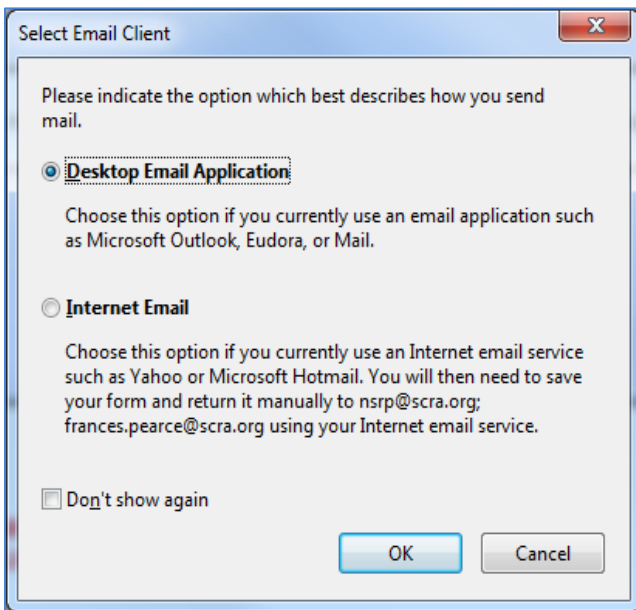 Select Email Client
Please indicate the option which best describes how you send
mail.
Desktop Email Application
Choose this option if you currently use an email application such
as Microsoft Outlook, Eudora, or Mail.
Internet Email
Choose this option if you currently use an Internet email service
such as Yahoo or Microsoft Hotmail. You will then need to save
your form and return it manually to nsrp@scra.org;
frances.pearce@scra.org using your Internet email service.
Don't show again
OK
Cancel